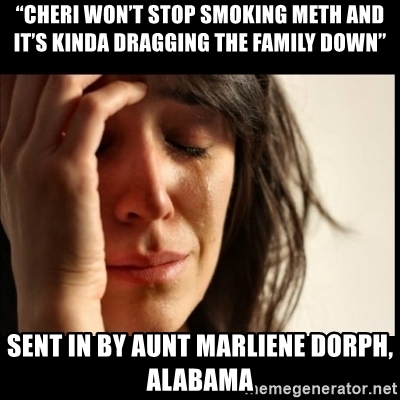 “CHERI WON’T STOP SMOKING METH AND
IT’S KINDA DRAGGING THE FAMILY DOWN”
SENT IN BY AUNT MARLIENE DORPH,
ALABAMA
memegenerator.net